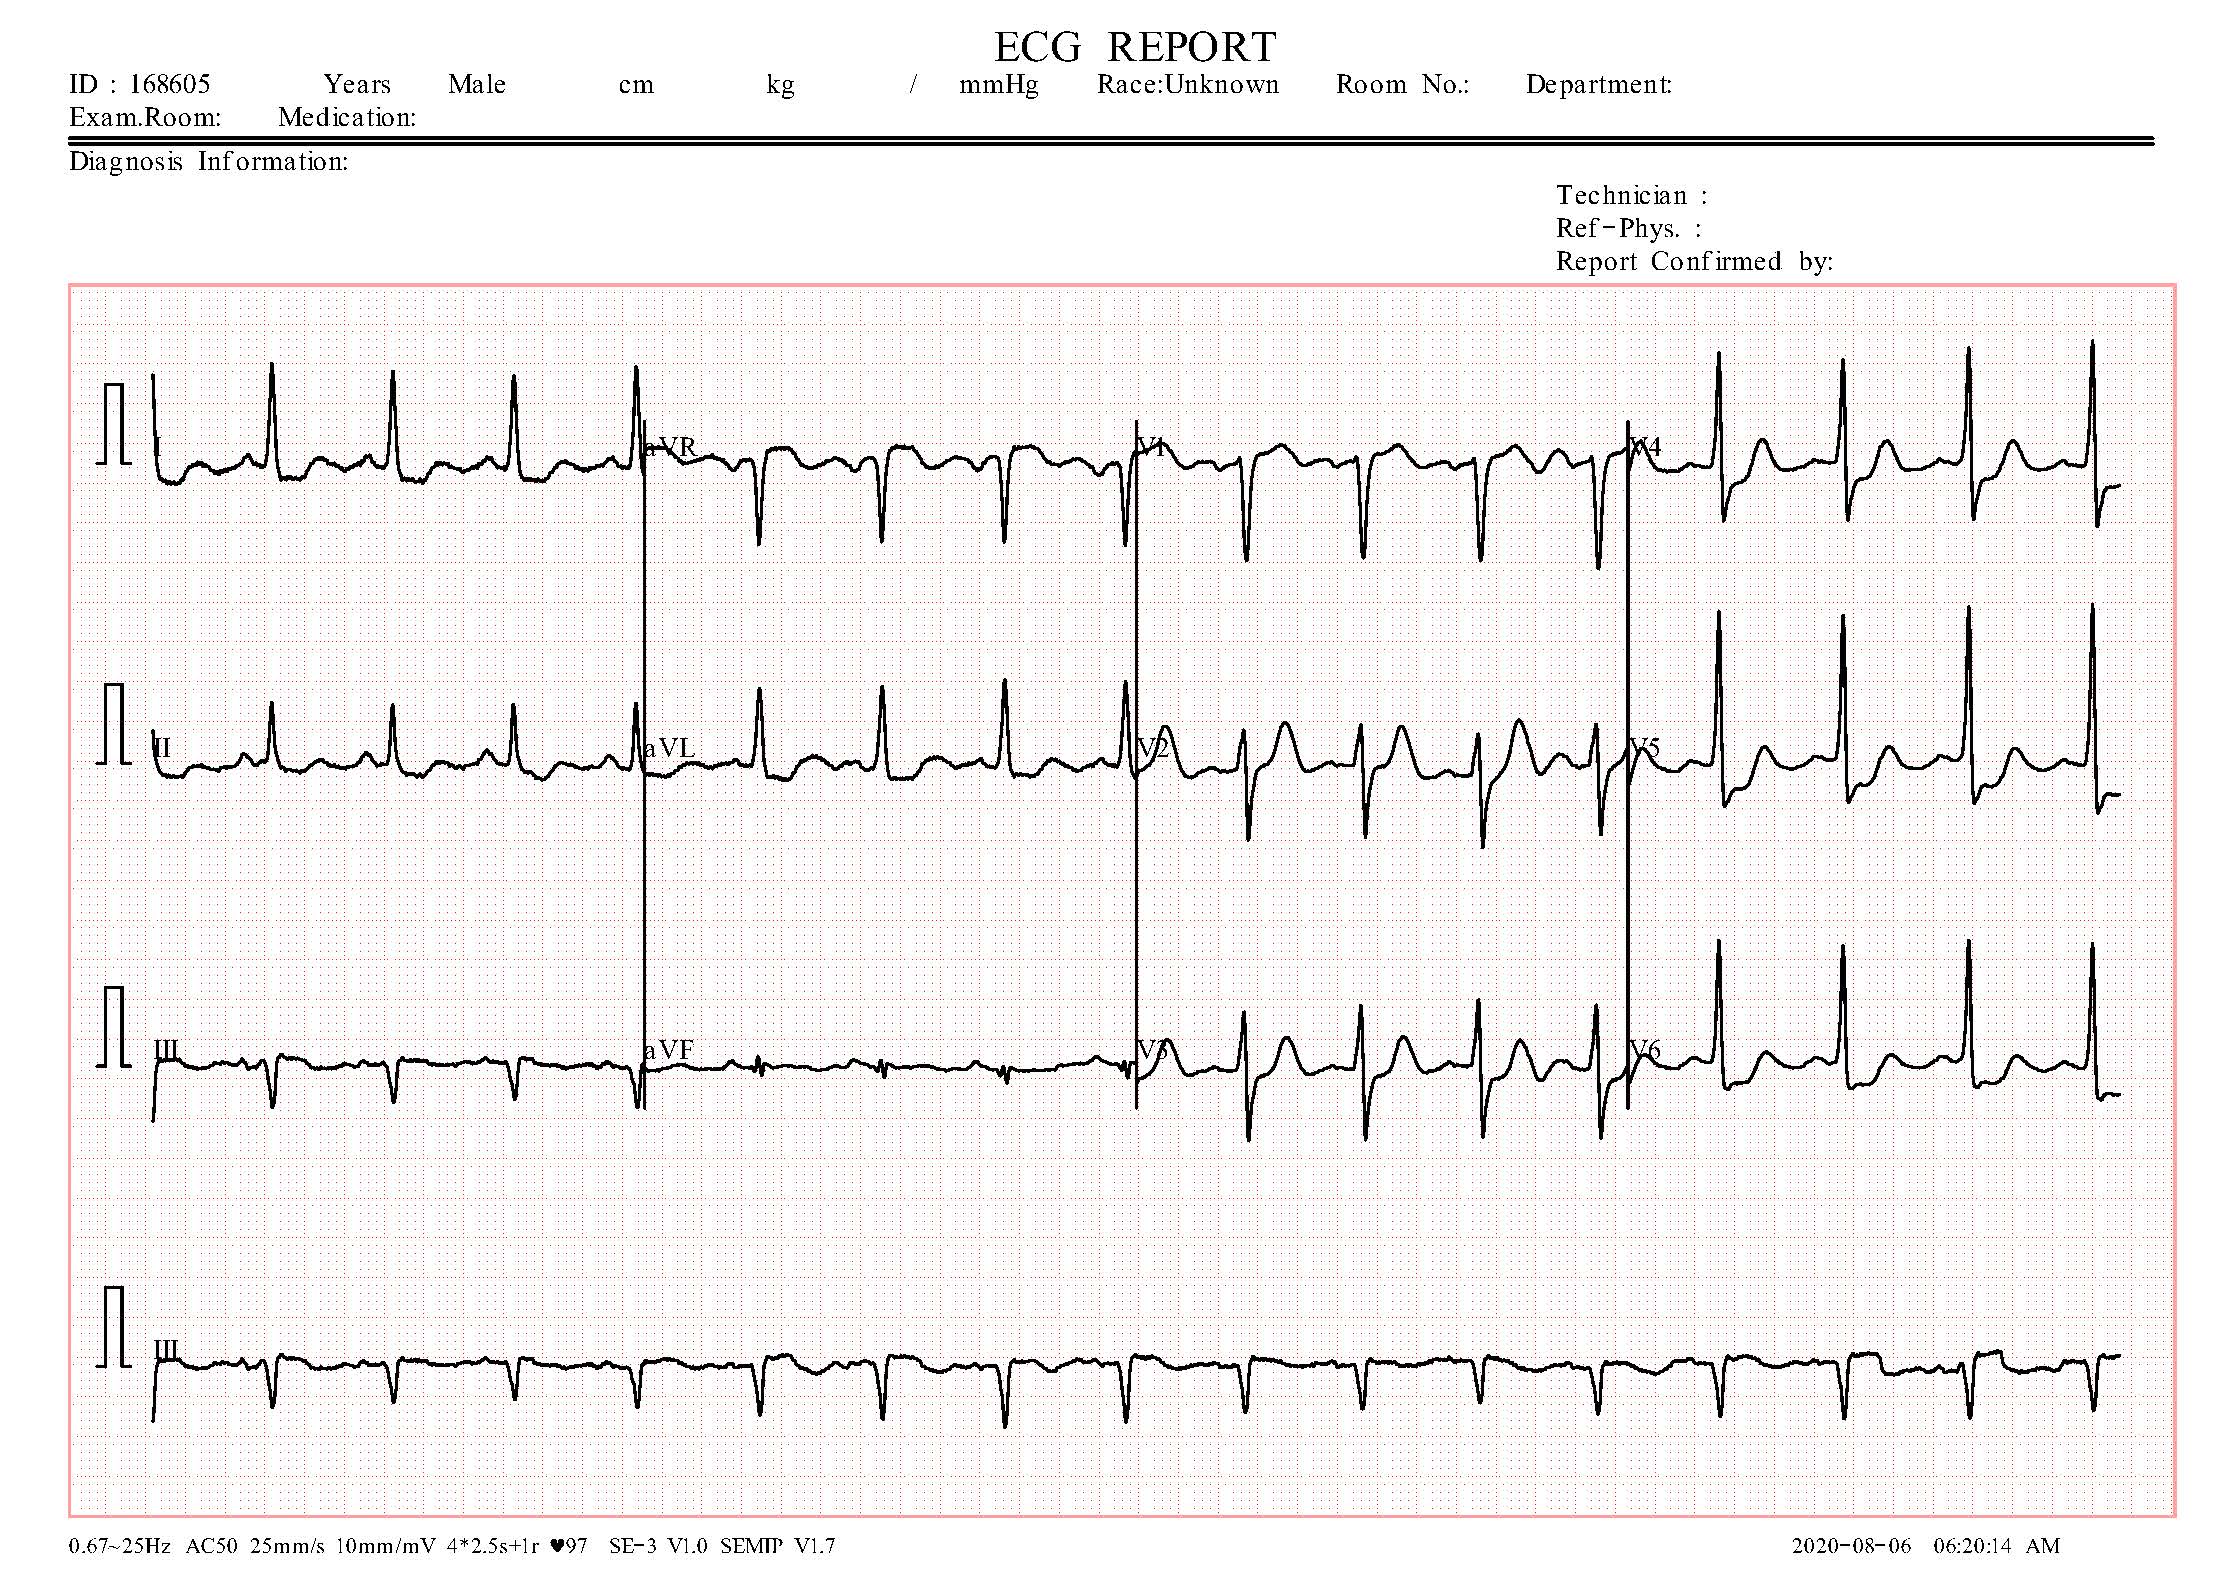 ECG REPORT
ID : 168605 Years Male cm kg / mmHg Race:Unknown Room No.: Department:
Exam.Room: Medication:
Diagnosis Information:
Technician :
Ref-Phys. :
Report Confirmed by:
I aVR V1 V4
II aVL V2 V5
III aVF V3 V6
III
0.67~25Hz AC50 25mm/s 10mm/mV 4*2.5s+1r ♥97 SE-3 V1.0 SEMIP V1.7 2020-08-06 06:20:14 AM